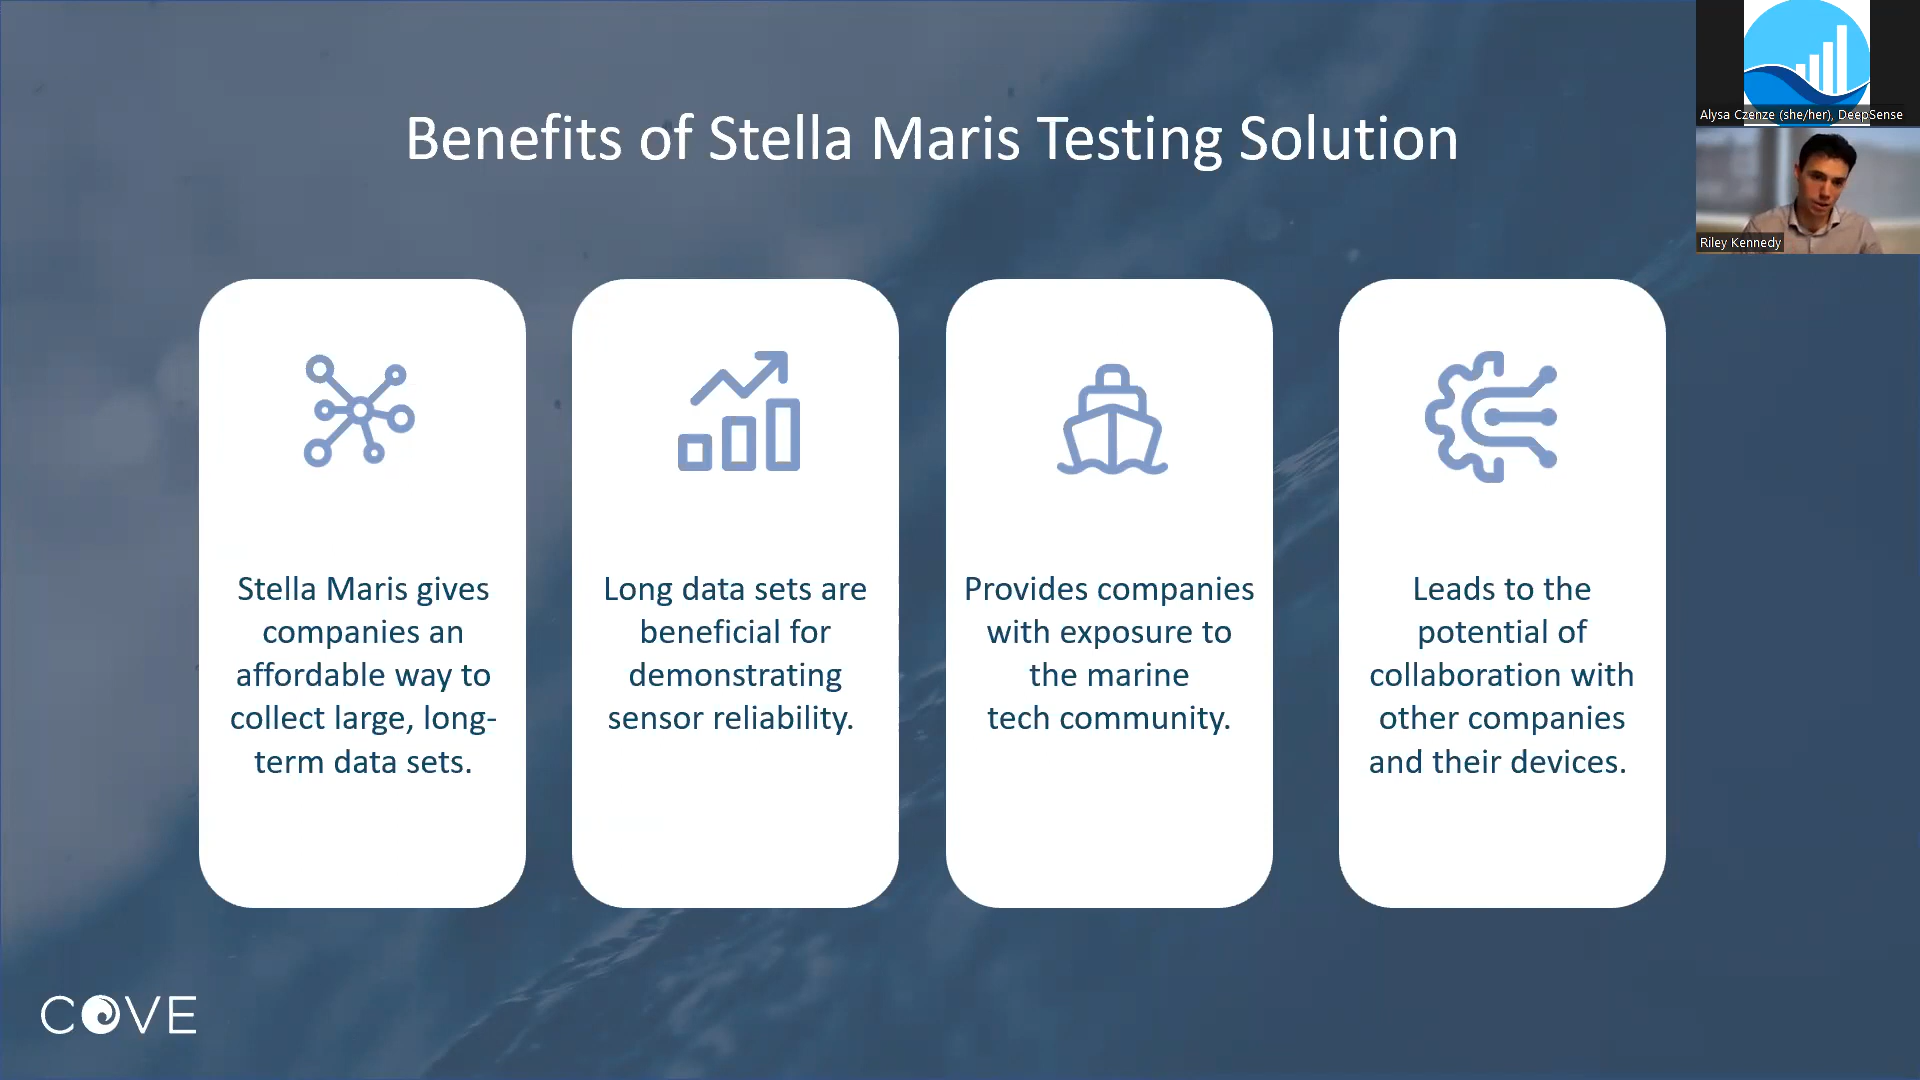 Benefits of Stella Maris Testing Solution
Alysa Czenze (she/her), DeepSense
Riley Kennedy
Stella Maris gives
companies an
affordable way to
collect large, long-
term data sets.
Long data sets are
beneficial for
demonstrating
sensor reliability.
Provides companies
with exposure to
the marine
tech community.
Leads to the
potential of
collaboration with
other companies
and their devices.
COVE